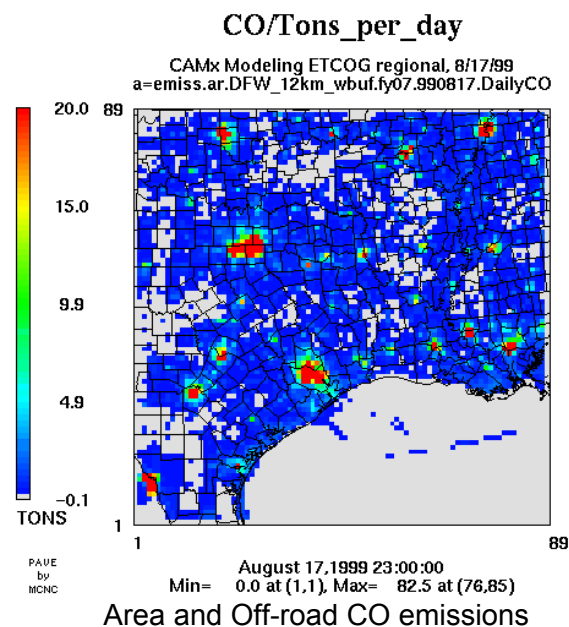 CO/Tons_per_day
CAMx Modeling ETCOG regional, 8/17/99
a=emiss.ar.DFW_12km_wbuf.fy07.990817.DailyCO
20.0
89
15.0
9.9
4.9
-0.1
TONS
1
1
89
PAVE
by
MCNC
August 17,1999 23:00:00
Min= 0.0 at (1,1), Max= 82.5 at (76,85)
Area and Off-road CO emissions